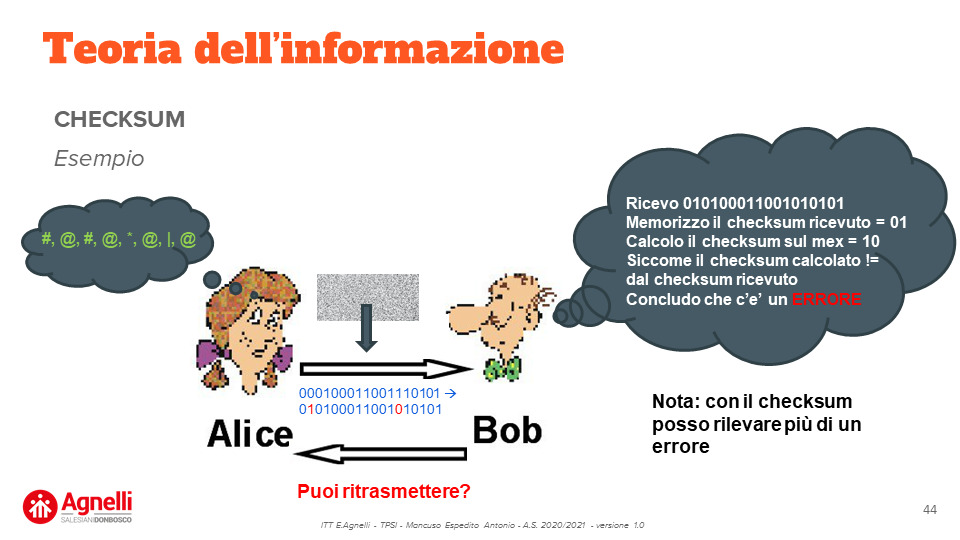 Teoria dell'informazione
CHECKSUM
Esempio
#, @, #, @, *, @, |, @
Ricevo 010100011001010101
Memorizzo il checksum ricevuto = 01
Calcolo il checksum sul mex = 10
Siccome il checksum calcolato !=
dal checksum ricevuto
Concludo che c'e' un ERRORE
000100011001110101 →
010100011001010101
Alice
Bob
Nota: con il checksum
posso rilevare più di un
errore
Puoi ritrasmettere?
Agnelli
SALESIANI DONBOSCO
ITT E.Agnelli - TPSI - Mancuso Espedito Antonio - A.S. 2020/2021 - versione 1.0
44